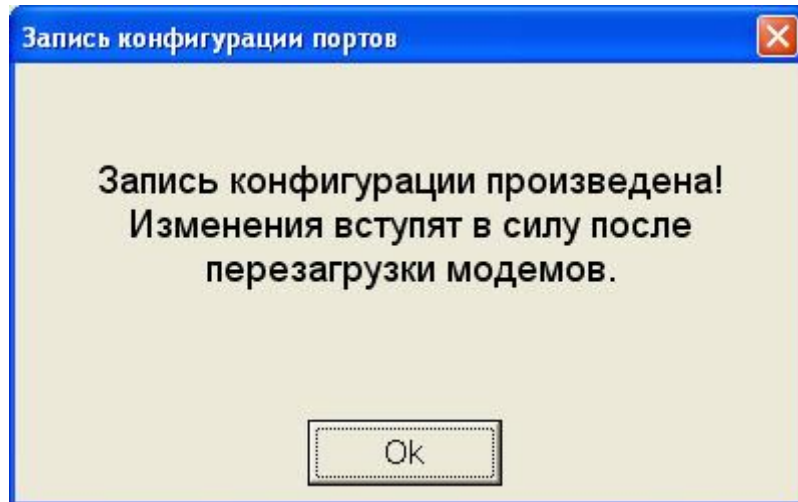 Запись конфигурации портов
Запись конфигурации произведена!
Изменения вступят в силу после
перезагрузки модемов.
Ok